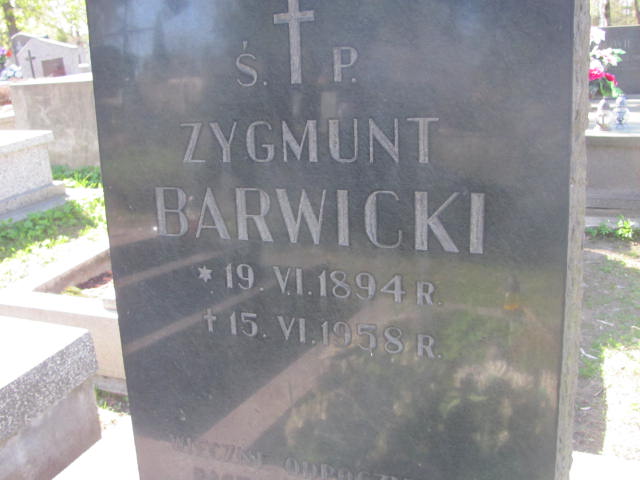 Ś. P.
ZYGMUNT
BARWICKI
* 19. VI. 1894 R.
† 15. VI. 1958 R.